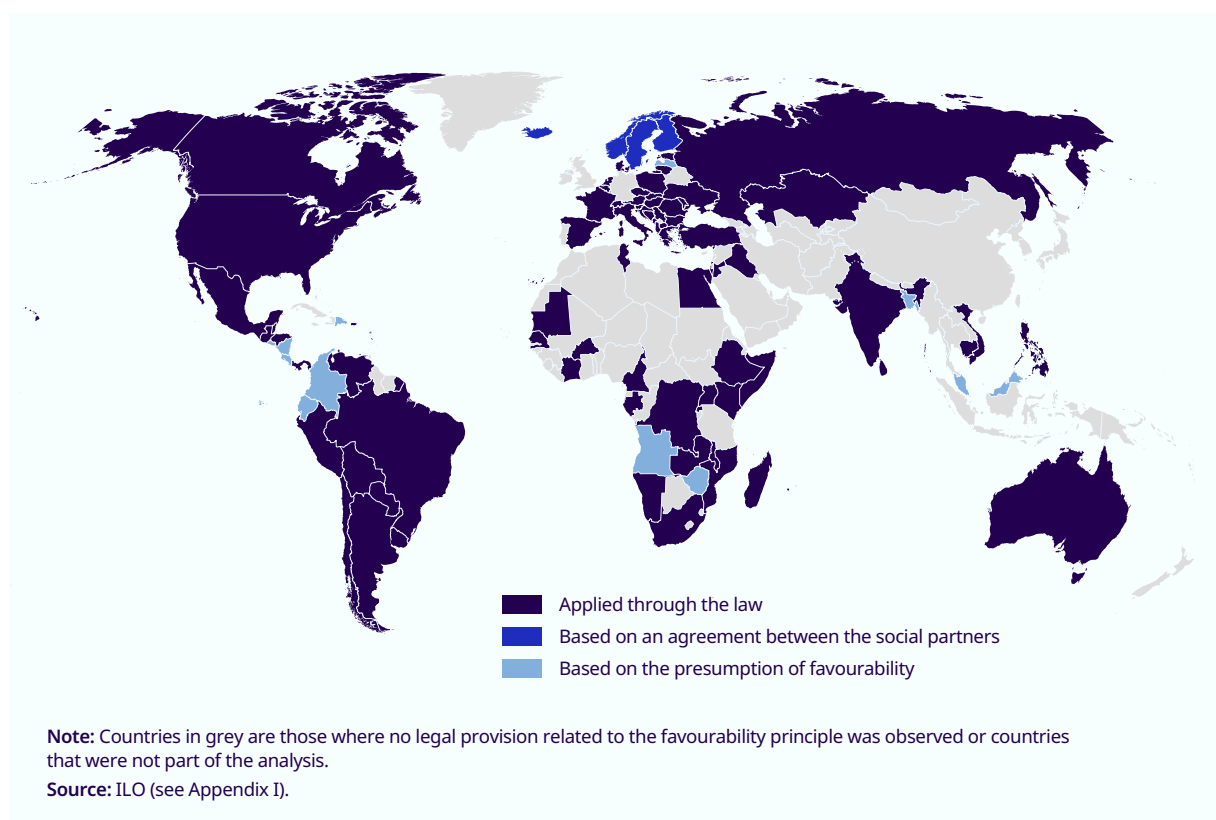 Applied through the law
Based on an agreement between the social partners
Based on the presumption of favourability
Note: Countries in grey are those where no legal provision related to the favourability principle was observed or countries
that were not part of the analysis.
Source: ILO (see Appendix I).